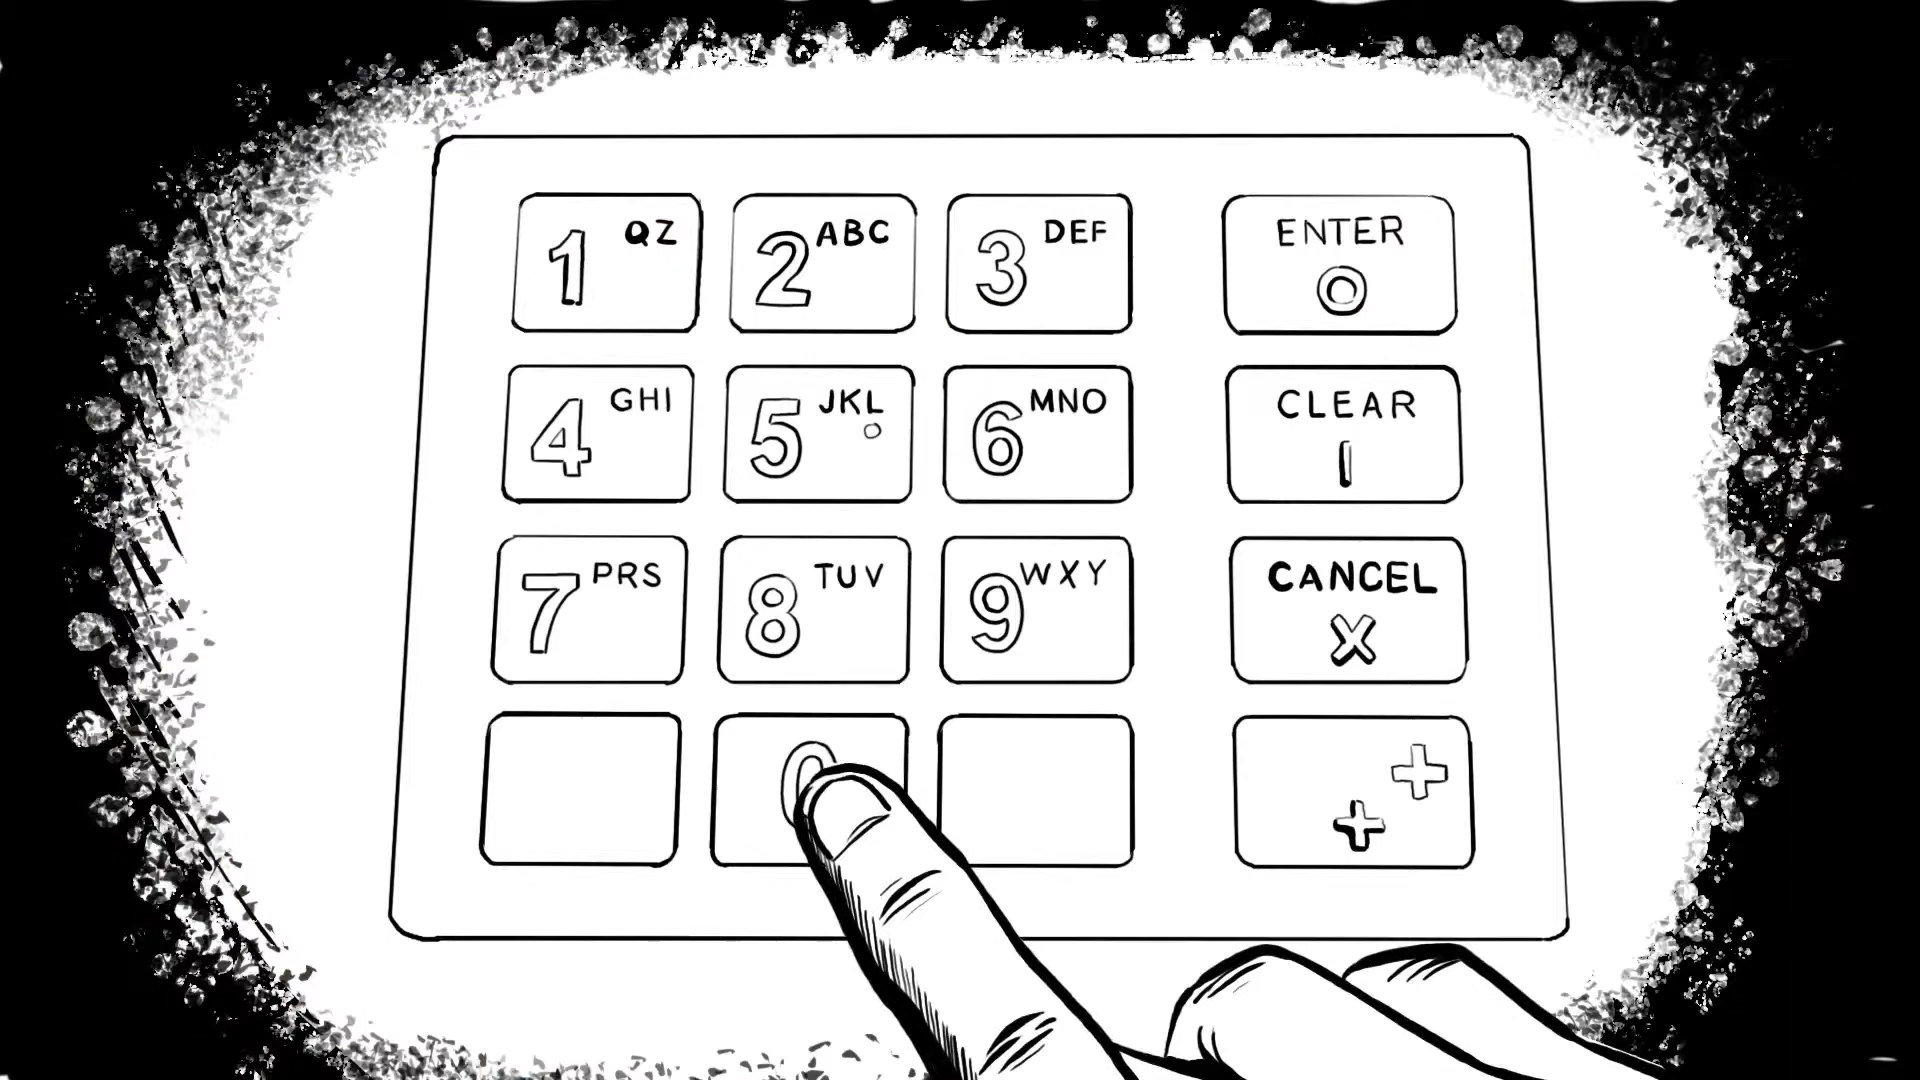 1 QZ 2 ABC 3 DEF ENTER O
4 GHI 5 JKL 6 MNO CLEAR I
7 PRS 8 TUV 9 WXY CANCEL X
0 + +